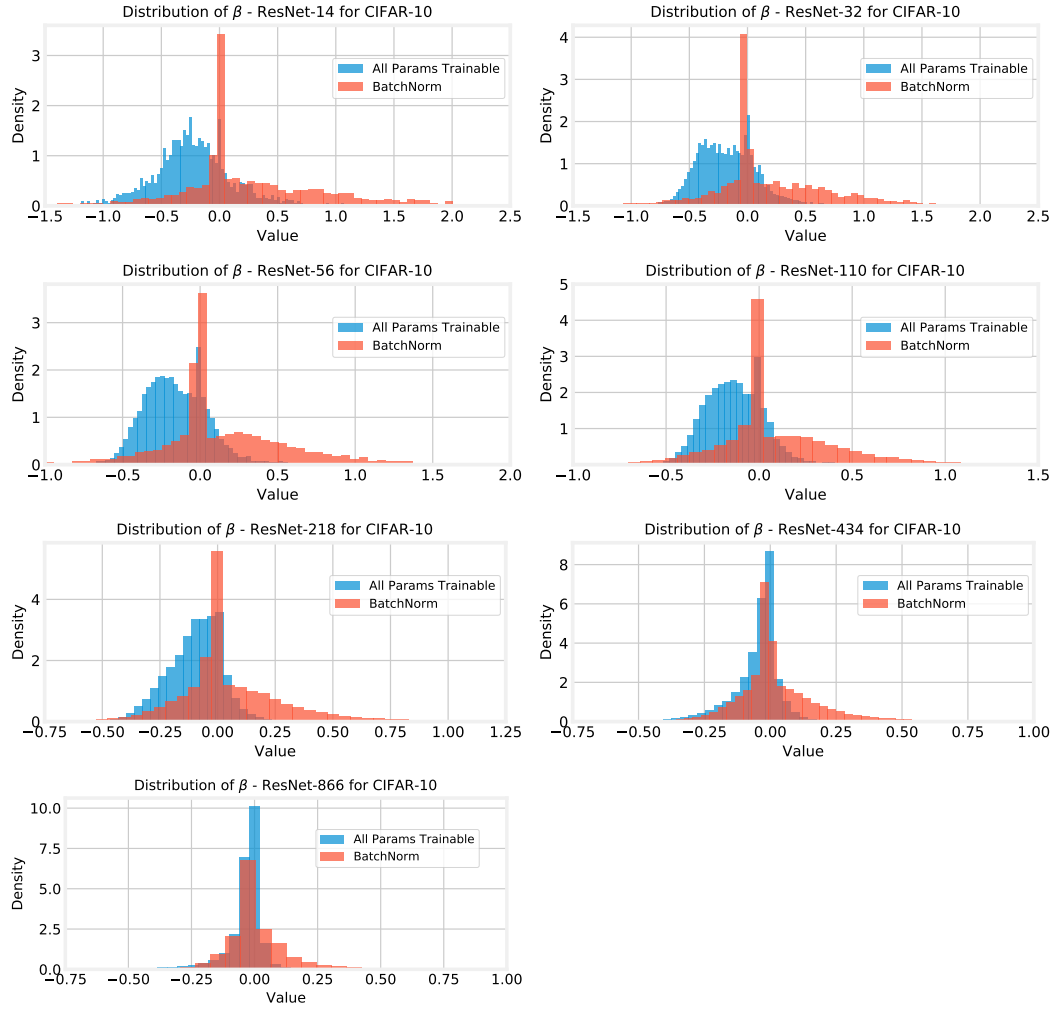 Distribution of β - ResNet-14 for CIFAR-10
Density
3
2
1
0
All Params Trainable
BatchNorm
−1.5 −1.0 −0.5 0.0 0.5 1.0 1.5 2.0 2.5
Value
Distribution of β - ResNet-32 for CIFAR-10
Density
4
3
2
1
0
All Params Trainable
BatchNorm
−1.5 −1.0 −0.5 0.0 0.5 1.0 1.5 2.0 2.5
Value
Distribution of β - ResNet-56 for CIFAR-10
Density
3
2
1
0
All Params Trainable
BatchNorm
−1.0 −0.5 0.0 0.5 1.0 1.5 2.0
Value
Distribution of β - ResNet-110 for CIFAR-10
Density
5
4
3
2
1
All Params Trainable
BatchNorm
−1.0 −0.5 0.0 0.5 1.0 1.5
Value
Distribution of β - ResNet-218 for CIFAR-10
Density
4
2
0
All Params Trainable
BatchNorm
−0.75 −0.50 −0.25 0.00 0.25 0.50 0.75 1.00 1.25
Value
Distribution of β - ResNet-434 for CIFAR-10
Density
8
6
4
2
0
All Params Trainable
BatchNorm
−0.75 −0.50 −0.25 0.00 0.25 0.50 0.75 1.00
Value
Distribution of β - ResNet-866 for CIFAR-10
Density
10.0
7.5
5.0
2.5
0.0
All Params Trainable
BatchNorm
−0.75 −0.50 −0.25 0.00 0.25 0.50 0.75 1.00
Value